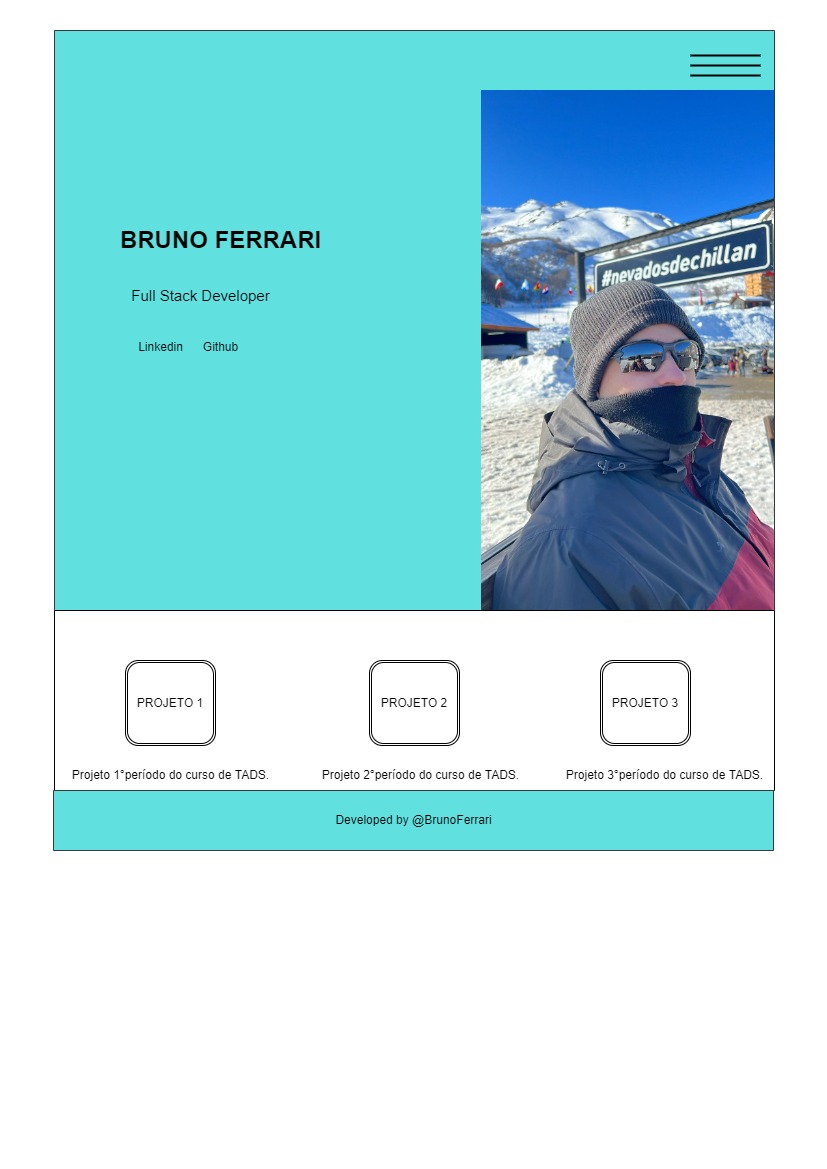 #nevadosdechillan
BRUNO FERRARI
Full Stack Developer
Linkedin Github
PROJETO 1 PROJETO 2 PROJETO 3
Projeto 1°período do curso de TADS. Projeto 2°período do curso de TADS. Projeto 3°período do curso de TADS.
Developed by @BrunoFerrari